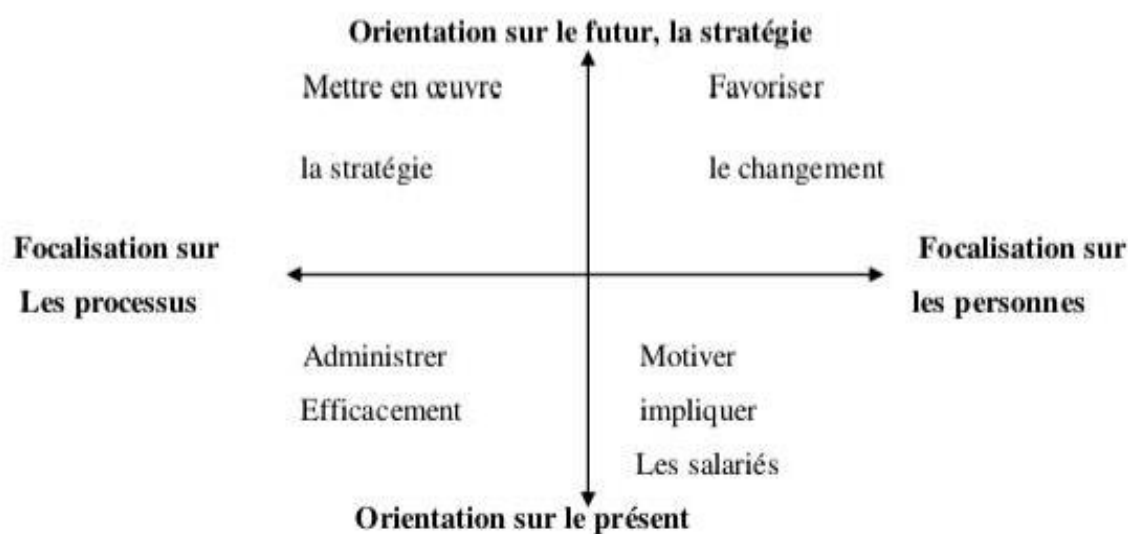 Orientation sur le futur, la stratégie
Mettre en œuvre
Favoriser
la stratégie
le changement
Focalisation sur
Focalisation sur
Les processus
les personnes
Administrer
Motiver
Efficacement
impliquer
Les salariés
Orientation sur le présent